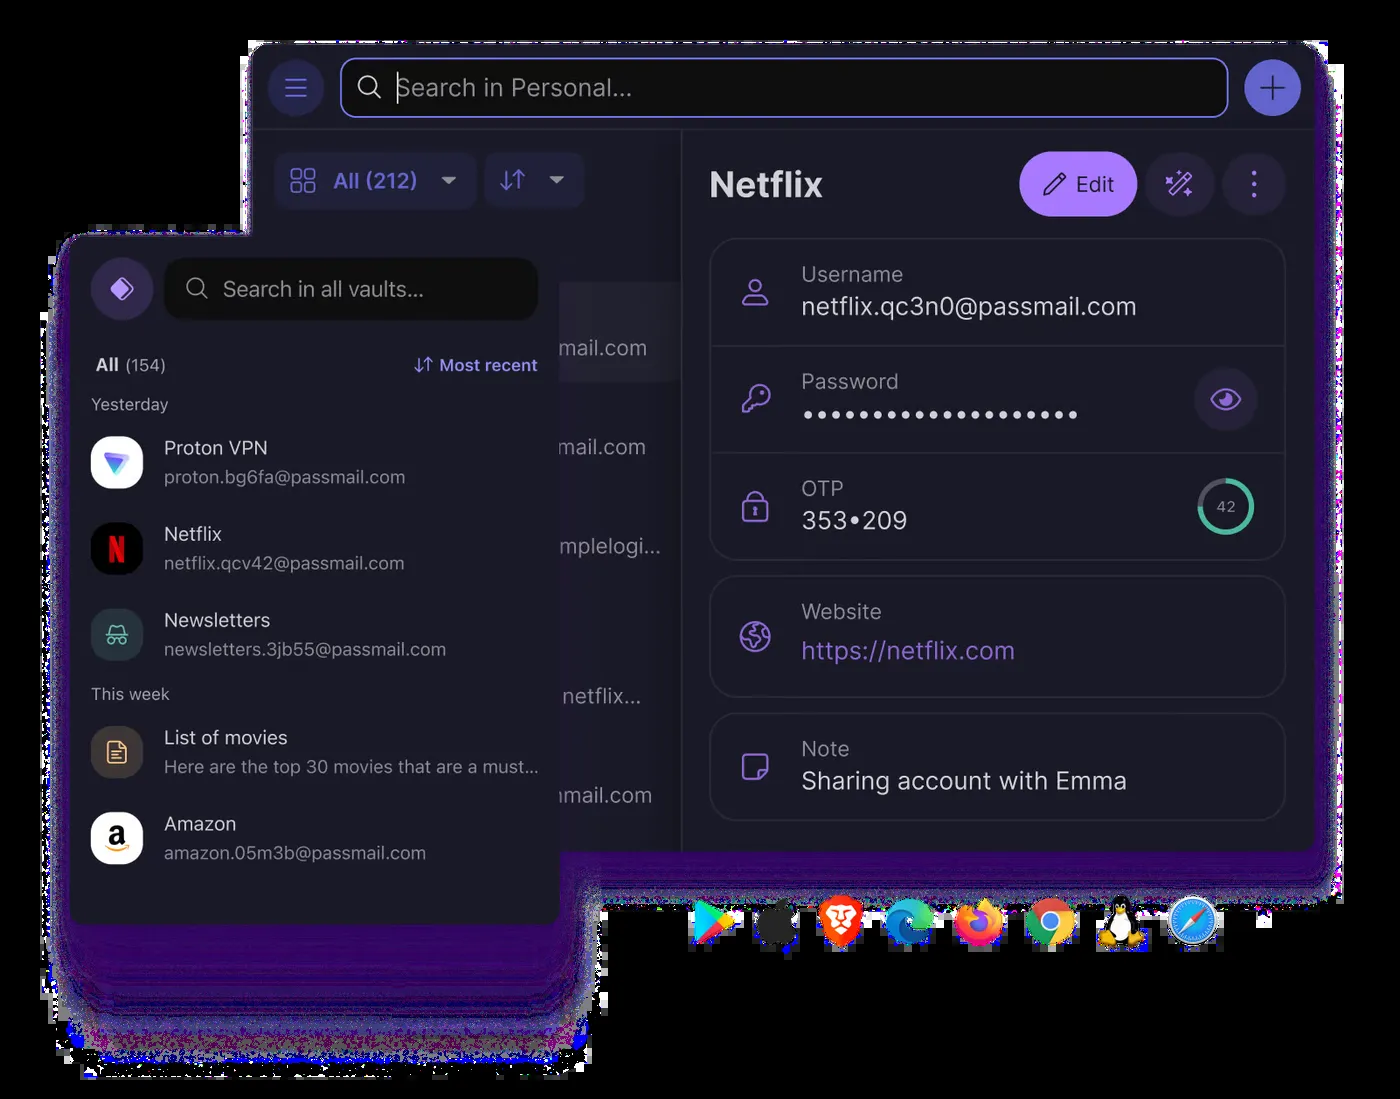 Search in Personal...
All (212)
Netflix
Edit
Username
netflix.qc3n0@passmail.com
Password
OTP
353•209
42
Website
https://netflix.com
Note
Sharing account with Emma
mail.com
mail.com
mplelogi...
netflix...
mail.com
Search in all vaults...
All (154)
Most recent
Yesterday
Proton VPN
proton.bg6fa@passmail.com
N
Netflix
netflix.qcv42@passmail.com
Newsletters
newsletters.3jb55@passmail.com
This week
List of movies
Here are the top 30 movies that are a must...
a
Amazon
amazon.05m3b@passmail.com